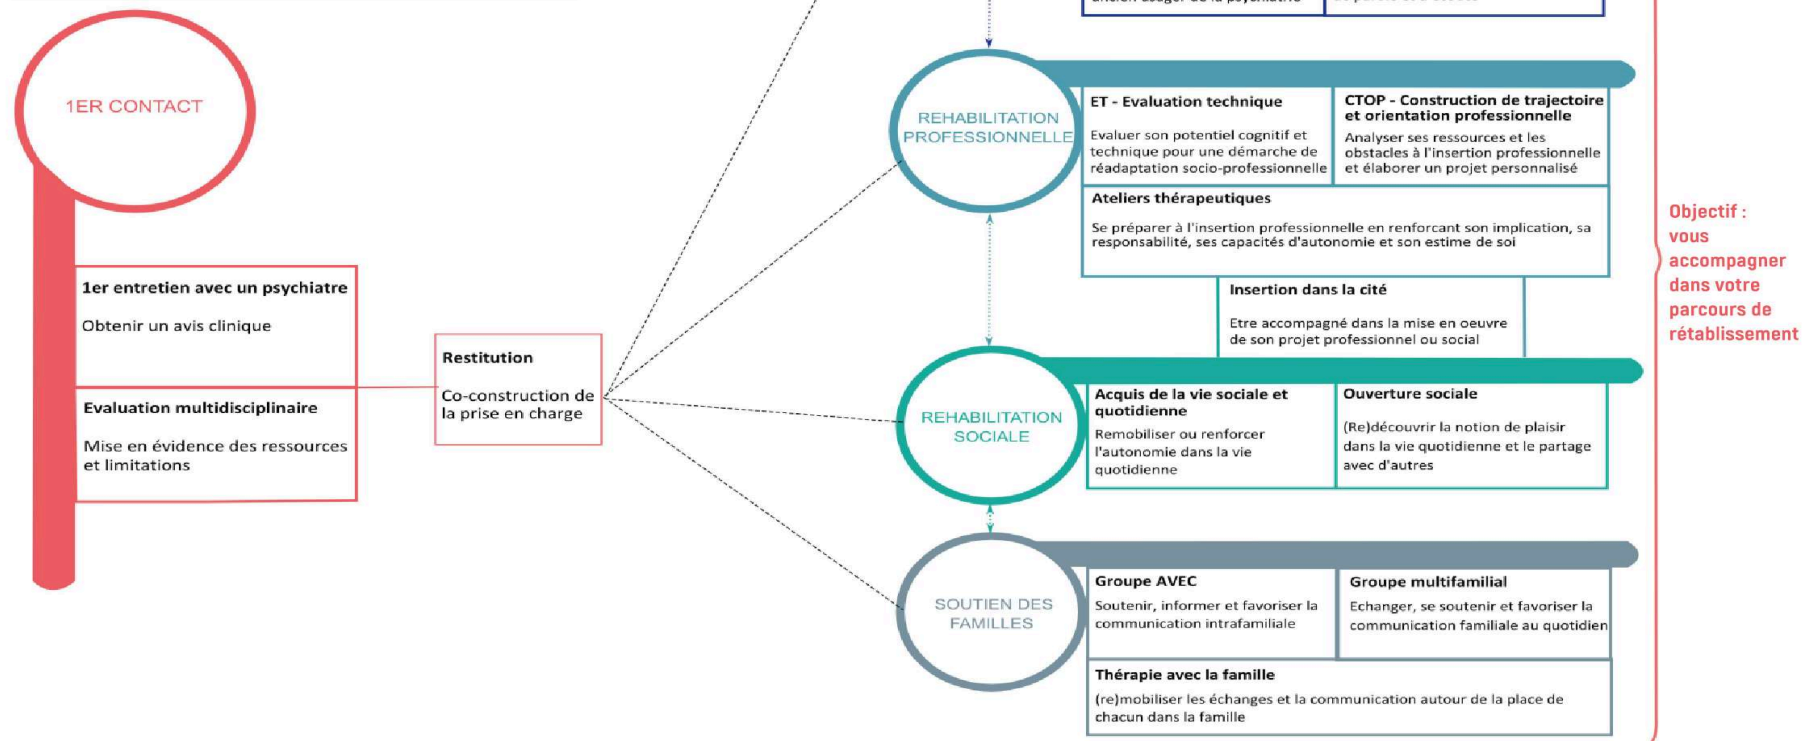 1ER CONTACT
1er entretien avec un psychiatre
Obtenir un avis clinique
Evaluation multidisciplinaire
Mise en évidence des ressources
et limitations
Restitution
Co-construction de
la prise en charge
REHABILITATION
PROFESSIONNELLE
ET - Evaluation technique
Evaluer son potentiel cognitif et
technique pour une démarche de
réadaptation socio-professionnelle
CTOP - Construction de trajectoire
et orientation professionnelle
Analyser ses ressources et les
obstacles à l'insertion professionnelle
et élaborer un projet personnalisé
Ateliers thérapeutiques
Se préparer à l'insertion professionnelle en renforçant son implication, sa
responsabilité, ses capacités d'autonomie et son estime de soi
Insertion dans la cité
Etre accompagné dans la mise en oeuvre
de son projet professionnel ou social
REHABILITATION
SOCIALE
Acquis de la vie sociale et
quotidienne
Remobiliser ou renforcer
l'autonomie dans la vie
quotidienne
Ouverture sociale
(Re)découvrir la notion de plaisir
dans la vie quotidienne et le partage
avec d'autres
SOUTIEN DES
FAMILLES
Groupe AVEC
Soutenir, informer et favoriser la
communication intrafamiliale
Groupe multifamilial
Echanger, se soutenir et favoriser la
communication familiale au quotidien
Thérapie avec la famille
(re)mobiliser les échanges et la communication autour de la place de
chacun dans la famille
Objectif :
vous
accompagner
dans votre
parcours de
rétablissement